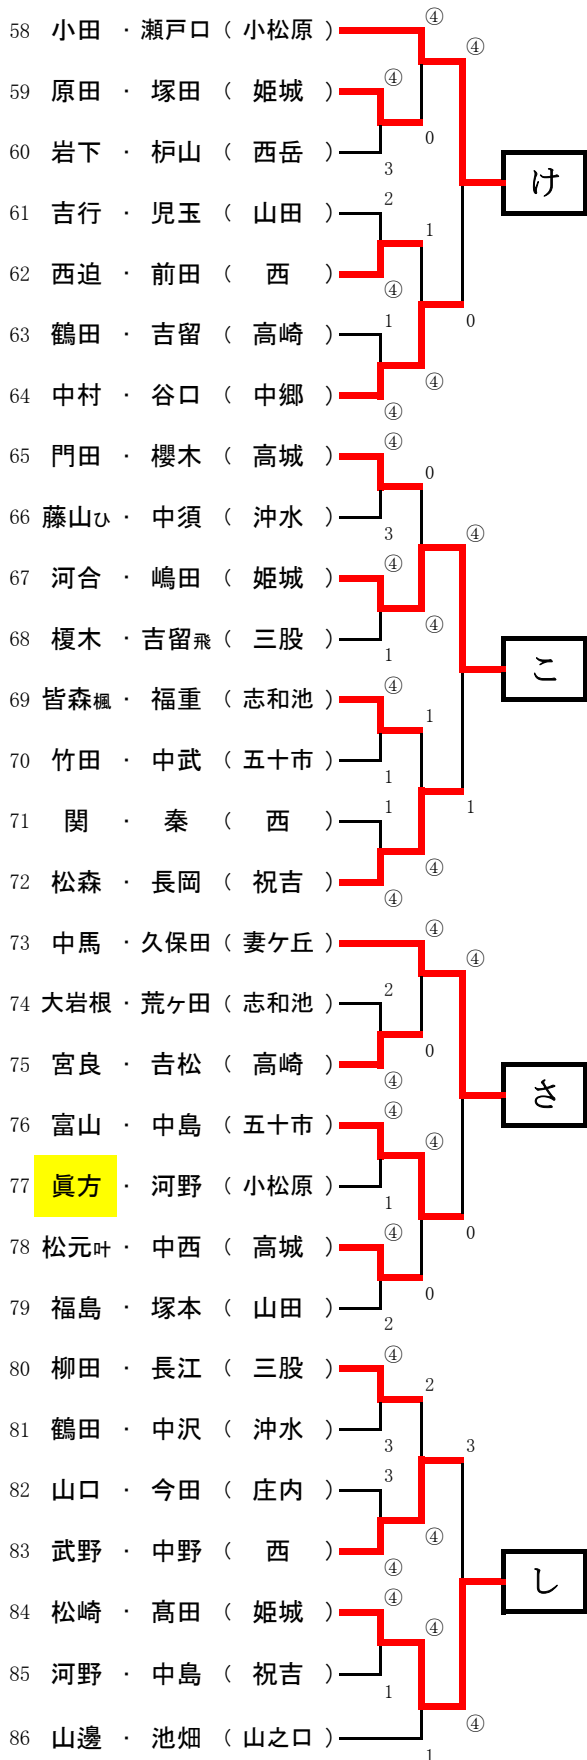 58 小田 ・ 瀬戸口 ( 小松原 )
④
④
59 原田 ・ 塚田 ( 姫城 )
④
0
60 岩下 ・ 枦山 ( 西岳 )
3
け
61 吉行 ・ 児玉 ( 山田 )
2
1
62 西迫 ・ 前田 ( 西 )
④
0
63 鶴田 ・ 吉留 ( 高崎 )
1
④
64 中村 ・ 谷口 ( 中郷 )
④
65 門田 ・ 櫻木 ( 高城 )
④
0
66 藤山ひ ・ 中須 ( 沖水 )
3
④
67 河合 ・ 嶋田 ( 姫城 )
④
④
68 榎木 ・ 吉留飛 ( 三股 )
1
こ
69 皆森楓 ・ 福重 ( 志和池 )
④
1
70 竹田 ・ 中武 ( 五十市 )
1
1
71 関 ・ 秦 ( 西 )
1
④
72 松森 ・ 長岡 ( 祝吉 )
④
73 中馬 ・ 久保田 ( 妻ケ丘 )
④
④
74 大岩根 ・ 荒ヶ田 ( 志和池 )
2
0
75 宮良 ・ 𠮷松 ( 高崎 )
④
さ
76 富山 ・ 中島 ( 五十市 )
④
④
77 眞方 ・ 河野 ( 小松原 )
1
0
78 松元叶 ・ 中西 ( 高城 )
④
0
79 福島 ・ 塚本 ( 山田 )
2
80 柳田 ・ 長江 ( 三股 )
④
2
81 鶴田 ・ 中沢 ( 沖水 )
3
3
82 山口 ・ 今田 ( 庄内 )
3
④
83 武野 ・ 中野 ( 西 )
④
し
84 松崎 ・ 髙田 ( 姫城 )
④
④
85 河野 ・ 中島 ( 祝吉 )
1
④
86 山邊 ・ 池畑 ( 山之口 )
1